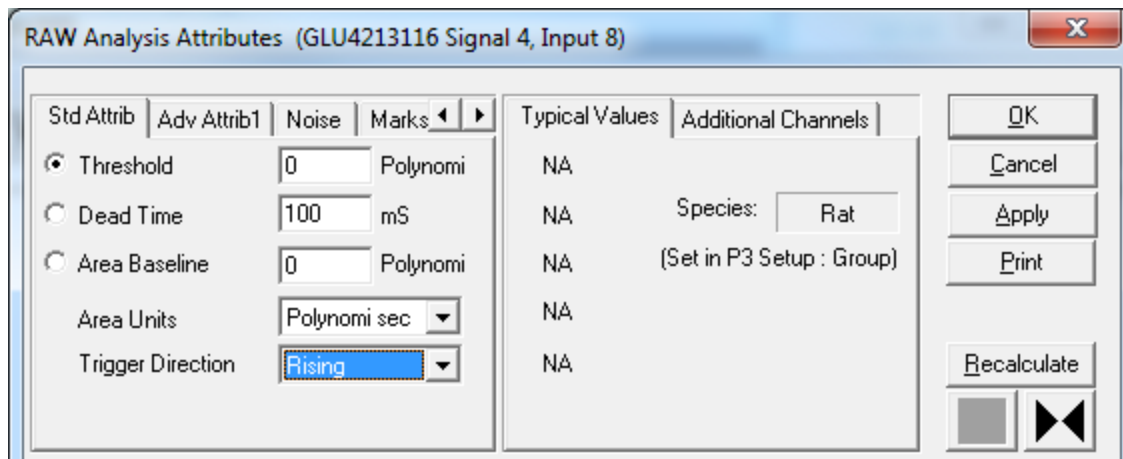 RAW Analysis Attributes (GLU4213116 Signal 4, Input 8)
Std Attrib Adv Attrib1 Noise Marks
Threshold 0 Polynomi
Dead Time 100 mS
Area Baseline 0 Polynomi
Area Units Polynomi sec
Trigger Direction Rising
Typical Values Additional Channels
NA
NA Species: Rat
NA (Set in P3 Setup : Group)
NA
NA
OK
Cancel
Apply
Print
Recalculate